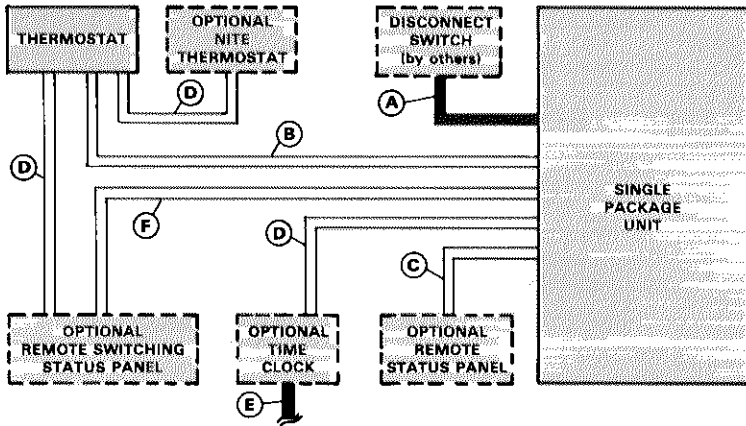 THERMOSTAT
OPTIONAL
NITE
THERMOSTAT
DISCONNECT
SWITCH
(by others)
D
A
B
D
SINGLE
PACKAGE
UNIT
F
D
C
OPTIONAL
REMOTE SWITCHING
STATUS PANEL
OPTIONAL
TIME
CLOCK
OPTIONAL
REMOTE
STATUS PANEL
E